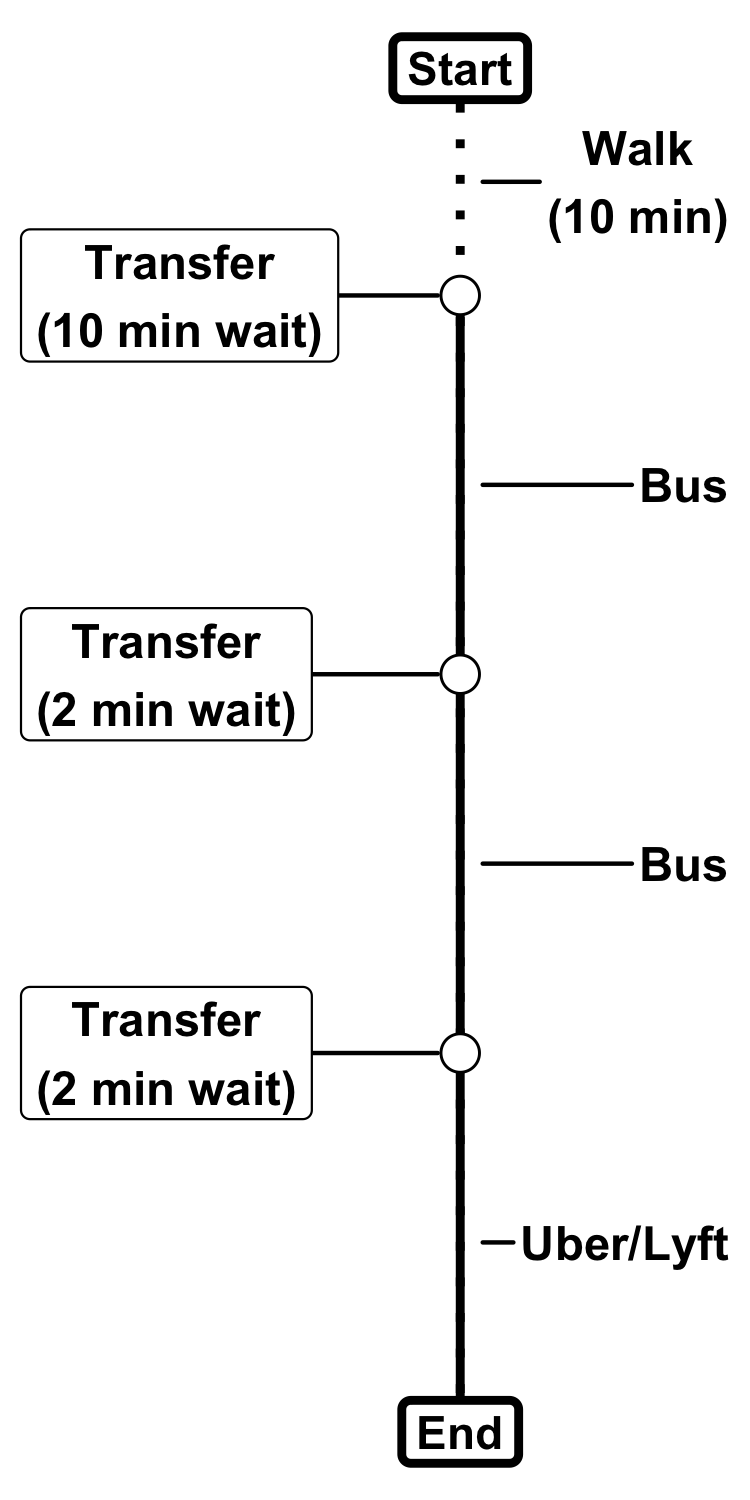 Start
Walk
(10 min)
Transfer
(10 min wait)
Bus
Transfer
(2 min wait)
Bus
Transfer
(2 min wait)
Uber/Lyft
End